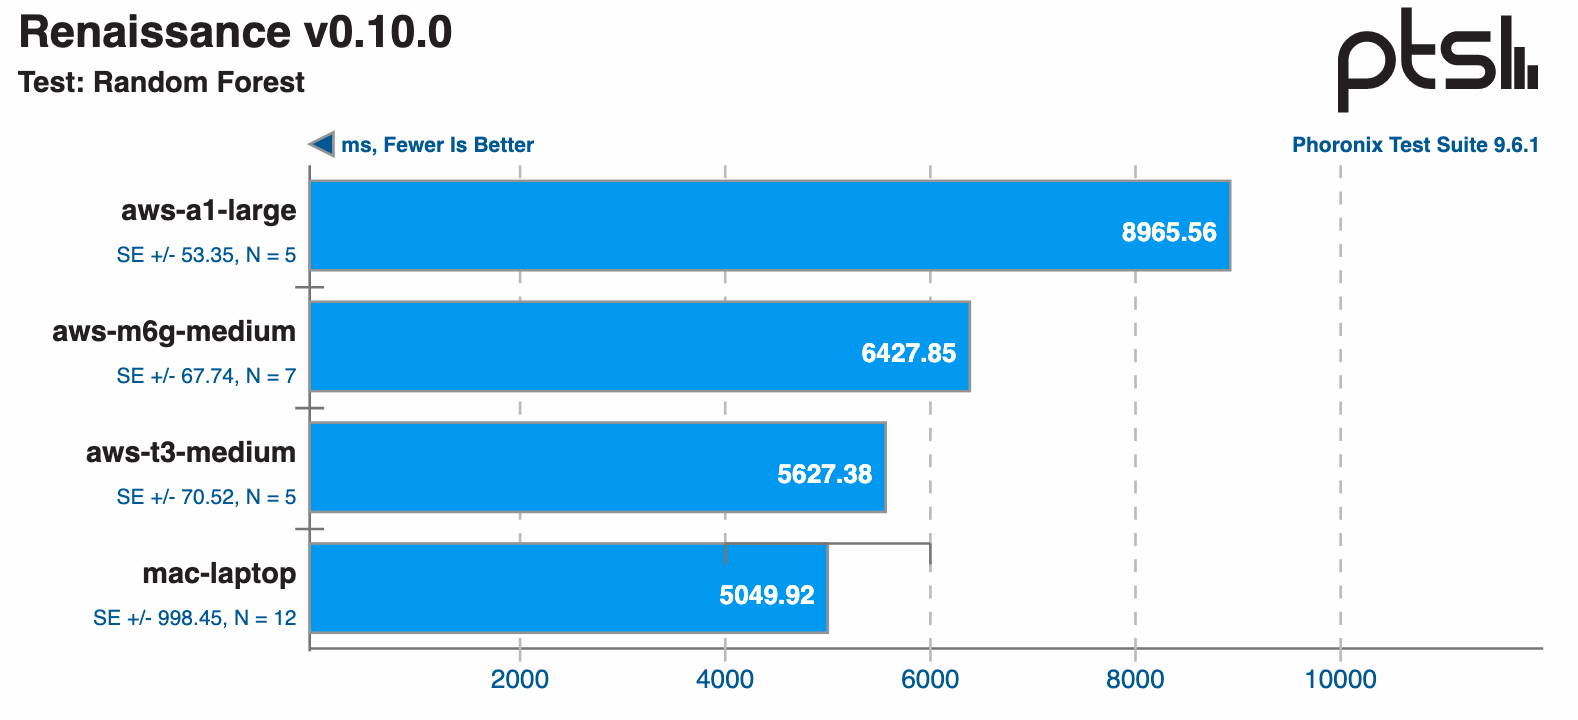 Renaissance v0.10.0
Test: Random Forest
ptsl
ms, Fewer Is Better
Phoronix Test Suite 9.6.1
aws-a1-large
SE +/- 53.35, N = 5
8965.56
aws-m6g-medium
SE +/- 67.74, N = 7
6427.85
aws-t3-medium
SE +/- 70.52, N = 5
5627.38
mac-laptop
SE +/- 998.45, N = 12
5049.92
2000 4000 6000 8000 10000